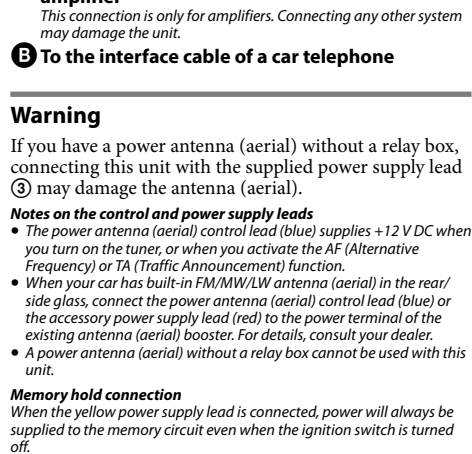 amplifier
This connection is only for amplifiers. Connecting any other system
may damage the unit.
B To the interface cable of a car telephone
Warning
If you have a power antenna (aerial) without a relay box,
connecting this unit with the supplied power supply lead
③ may damage the antenna (aerial).
Notes on the control and power supply leads
• The power antenna (aerial) control lead (blue) supplies +12 V DC when
you turn on the tuner, or when you activate the AF (Alternative
Frequency) or TA (Traffic Announcement) function.
• When your car has built-in FM/MW/LW antenna (aerial) in the rear/
side glass, connect the power antenna (aerial) control lead (blue) or
the accessory power supply lead (red) to the power terminal of the
existing antenna (aerial) booster. For details, consult your dealer.
• A power antenna (aerial) without a relay box cannot be used with this
unit.
Memory hold connection
When the yellow power supply lead is connected, power will always be
supplied to the memory circuit even when the ignition switch is turned
off.